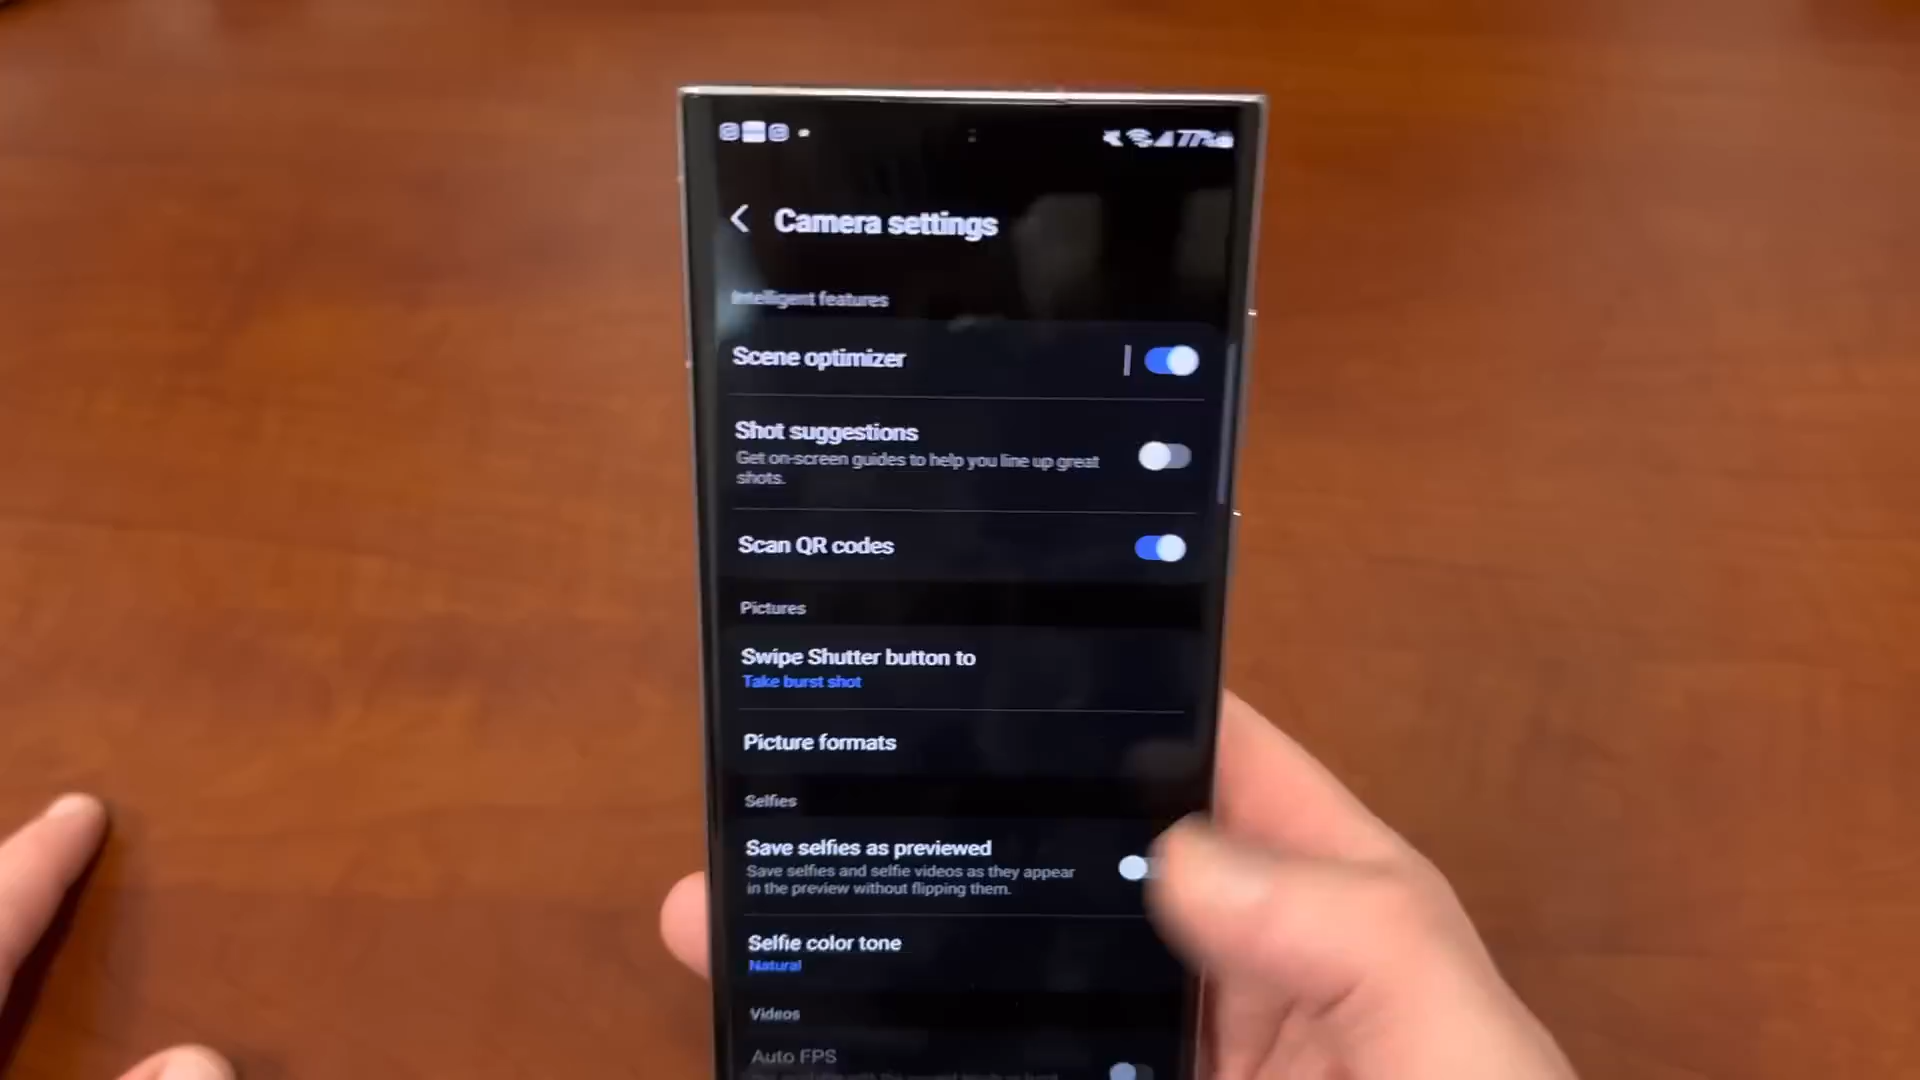 77%
Camera settings
Intelligent features
Scene optimizer
Shot suggestions
Get on-screen guides to help you line up great
shots.
Scan QR codes
Pictures
Swipe Shutter button to
Take burst shot
Picture formats
Selfies
Save selfies as previewed
Save selfies and selfie videos as they appear
in the preview without flipping them.
Selfie color tone
Natural
Videos
Auto FPS